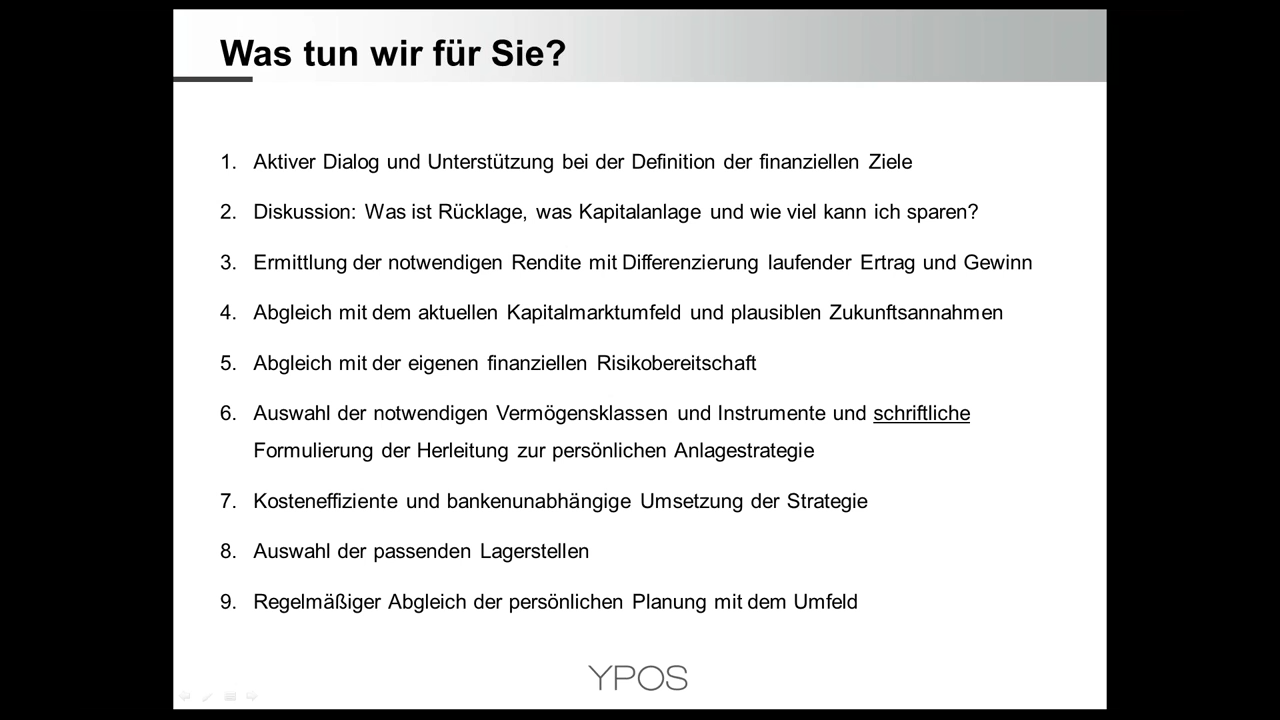 Was tun wir für Sie?
1. Aktiver Dialog und Unterstützung bei der Definition der finanziellen Ziele
2. Diskussion: Was ist Rücklage, was Kapitalanlage und wie viel kann ich sparen?
3. Ermittlung der notwendigen Rendite mit Differenzierung laufender Ertrag und Gewinn
4. Abgleich mit dem aktuellen Kapitalmarktumfeld und plausiblen Zukunftsannahmen
5. Abgleich mit der eigenen finanziellen Risikobereitschaft
6. Auswahl der notwendigen Vermögensklassen und Instrumente und schriftliche
Formulierung der Herleitung zur persönlichen Anlagestrategie
7. Kosteneffiziente und bankenunabhängige Umsetzung der Strategie
8. Auswahl der passenden Lagerstellen
9. Regelmäßiger Abgleich der persönlichen Planung mit dem Umfeld
YPOS